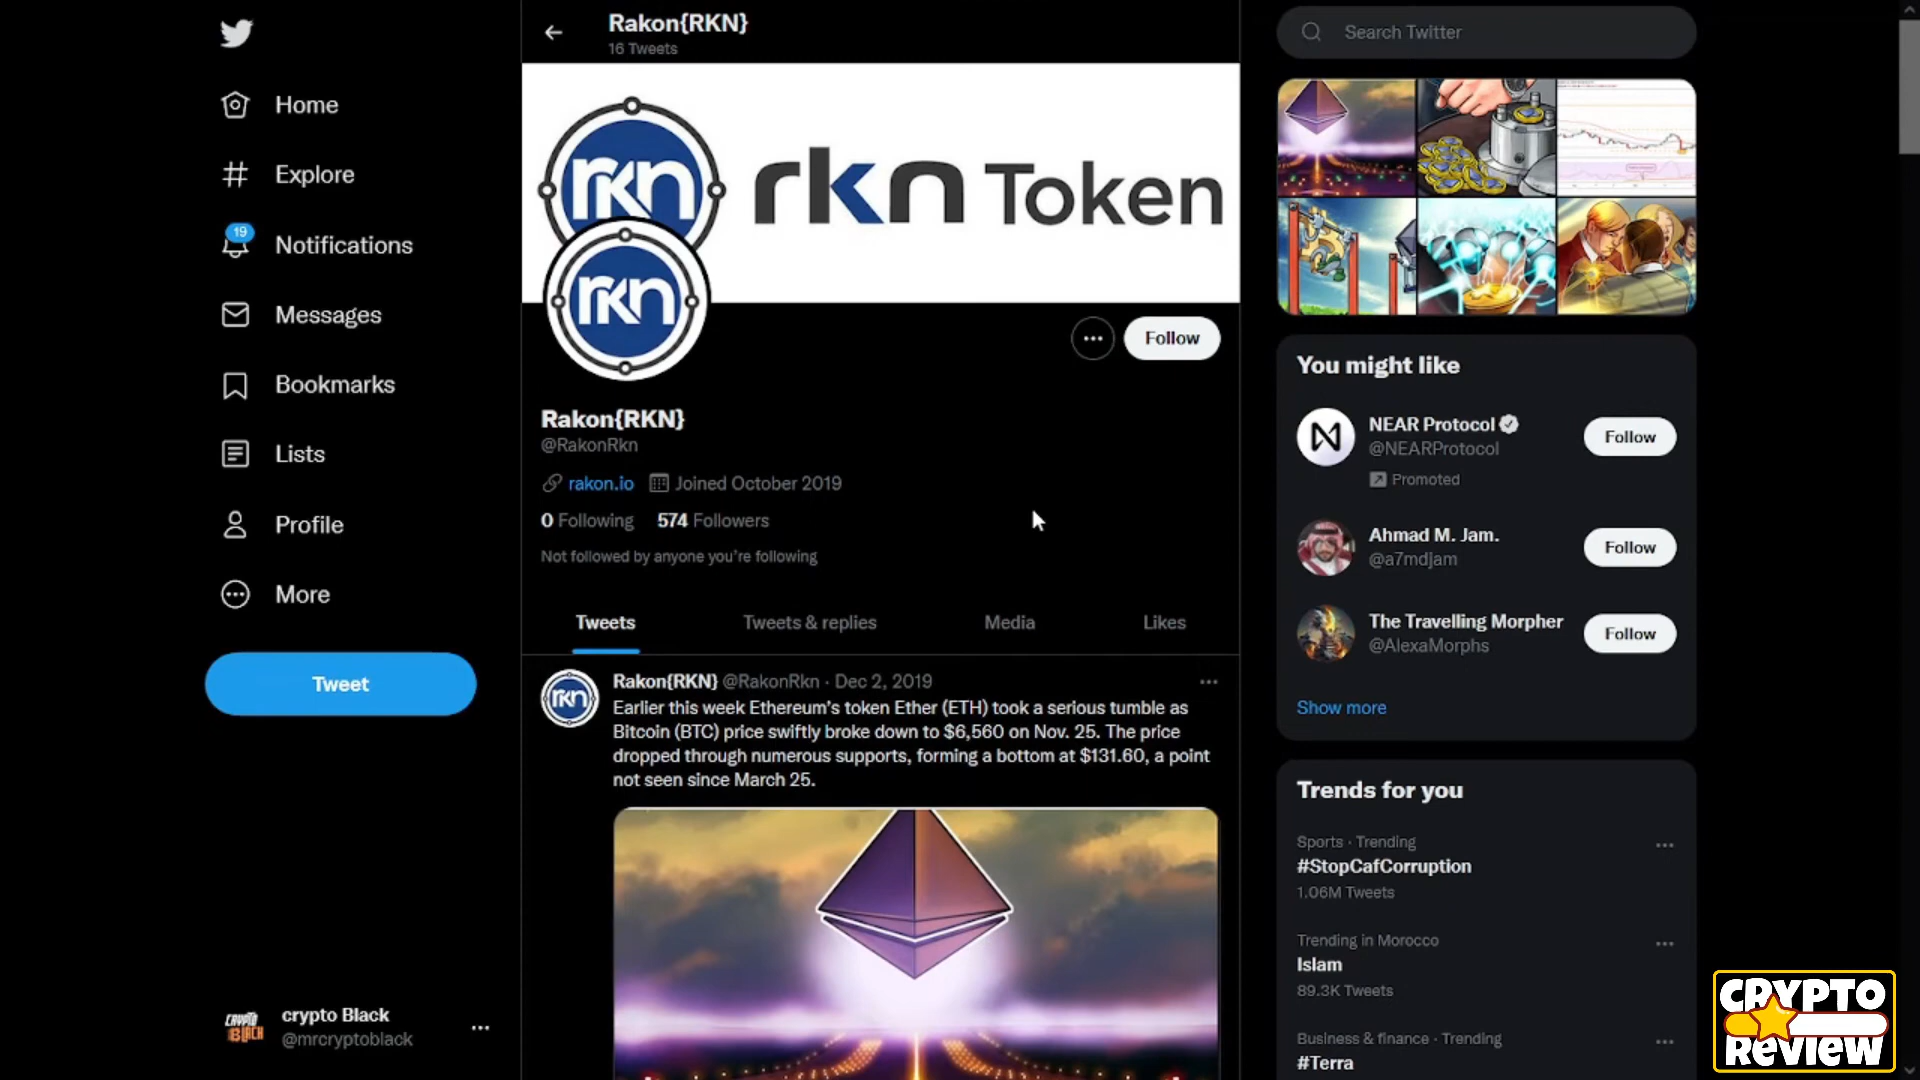 Home
Explore
19
Notifications
Messages
Bookmarks
Lists
Profile
More
Tweet
crypto Black
@mrcryptoblack
Rakon{RKN}
16 Tweets
rkn
rkn Token
rkn
Follow
Rakon{RKN}
@RakonRkn
rakon.io Joined October 2019
0 Following 574 Followers
Not followed by anyone you're following
Tweets Tweets & replies Media Likes
rkn
Rakon{RKN} @RakonRkn · Dec 2, 2019
Earlier this week Ethereum's token Ether (ETH) took a serious tumble as
Bitcoin (BTC) price swiftly broke down to $6,560 on Nov. 25. The price
dropped through numerous supports, forming a bottom at $131.60, a point
not seen since March 25.
Search Twitter
You might like
NEAR Protocol
@NEARProtocol
Promoted
Follow
Ahmad M. Jam.
@a7mdjam
Follow
The Travelling Morpher
@AlexaMorphs
Follow
Show more
Trends for you
Sports · Trending
#StopCafCorruption
1.06M Tweets
Trending in Morocco
Islam
89.3K Tweets
Business & finance · Trending
#Terra
CRYPTO
REVIEW